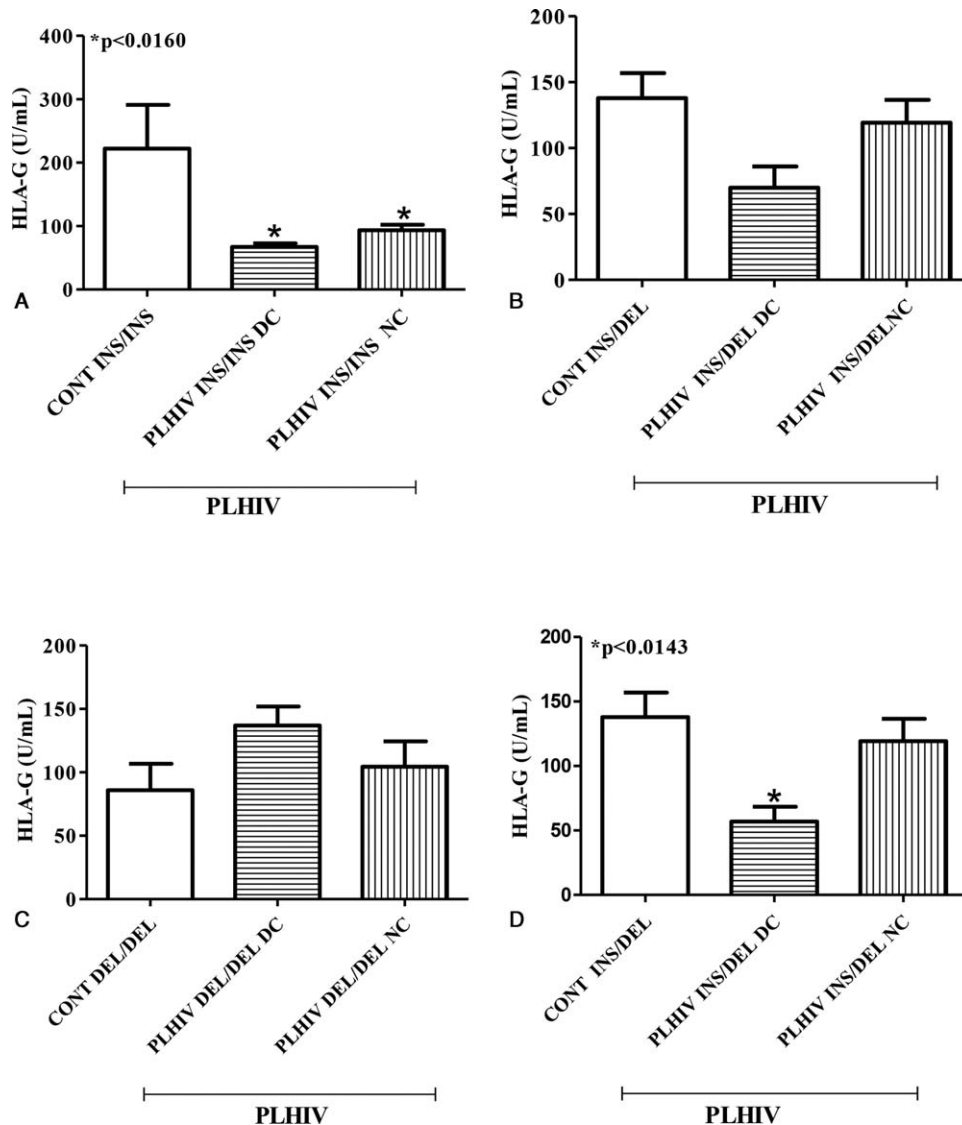 *p<0.0160
HLA-G (U/mL)
400
300
200
100
0
*
*
A
CONT INS/INS
PLHIV INS/INS DC
PLHIV INS/INS NC
PLHIV
HLA-G (U/mL)
200
150
100
50
0
B
CONT INS/DEL
PLHIV INS/DEL DC
PLHIV INS/DELNC
PLHIV
HLA-G (U/mL)
200
150
100
50
0
C
CONT DEL/DEL
PLHIV DEL/DEL DC
PLHIV DEL/DEL NC
PLHIV
*p<0.0143
HLA-G (U/mL)
200
150
100
50
0
*
D
CONT INS/DEL
PLHIV INS/DEL DC
PLHIV INS/DEL NC
PLHIV